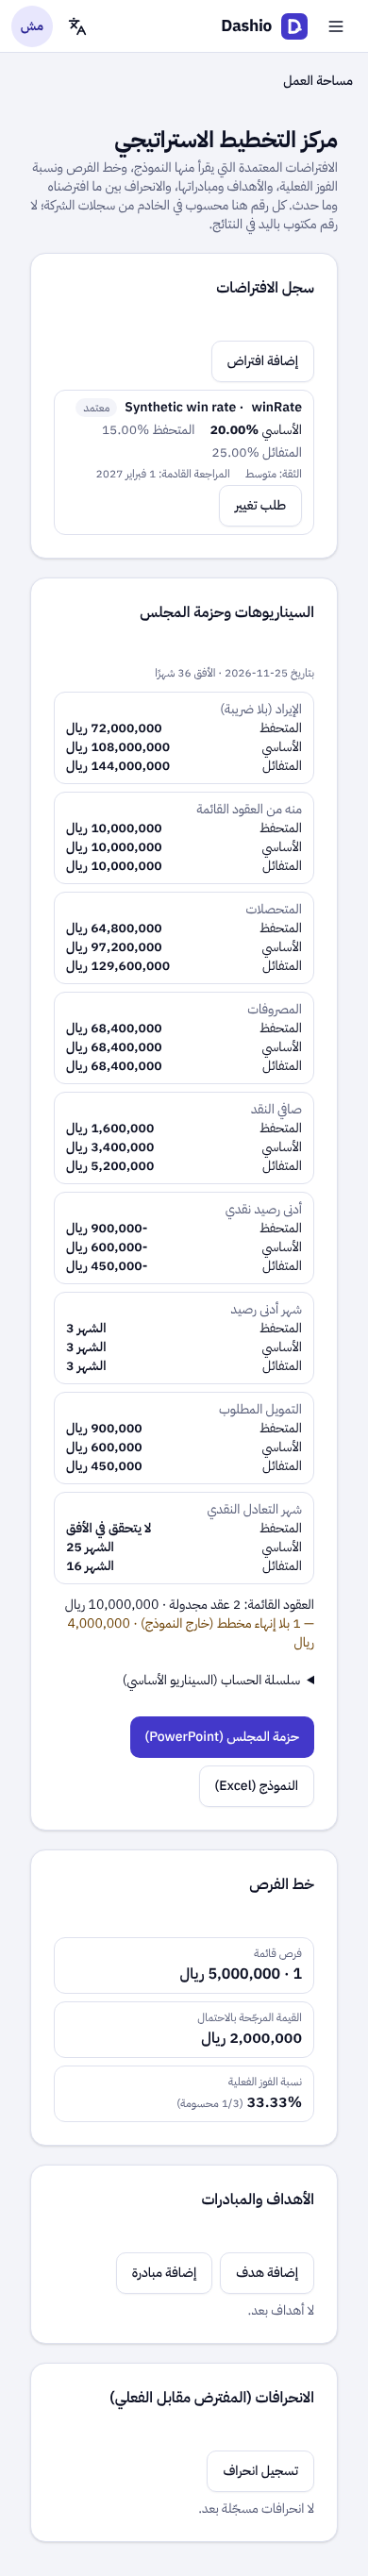 Dashio
مش
مساحة العمل
مركز التخطيط الاستراتيجي
الافتراضات المعتمدة التي يقرأ منها النموذج، وخط الفرص ونسبة
الفوز الفعلية، والأهداف ومبادراتها، والانحراف بين ما افترضناه
وما حدث. كل رقم هنا محسوب في الخادم من سجلات الشركة؛ لا
رقم مكتوب باليد في النتائج.
سجل الافتراضات
إضافة افتراض
Synthetic win rate · winRate معتمد
الأساسي 20.00% المتحفظ 15.00%
المتفائل 25.00%
الثقة: متوسط المراجعة القادمة: 1 فبراير 2027
طلب تغيير
السيناريوهات وحزمة المجلس
بتاريخ 25-11-2026 · الأفق 36 شهرًا
الإيراد (بلا ضريبة)
المتحفظ 72,000,000 ريال
الأساسي 108,000,000 ريال
المتفائل 144,000,000 ريال
منه من العقود القائمة
المتحفظ 10,000,000 ريال
الأساسي 10,000,000 ريال
المتفائل 10,000,000 ريال
المتحصلات
المتحفظ 64,800,000 ريال
الأساسي 97,200,000 ريال
المتفائل 129,600,000 ريال
المصروفات
المتحفظ 68,400,000 ريال
الأساسي 68,400,000 ريال
المتفائل 68,400,000 ريال
صافي النقد
المتحفظ 1,600,000 ريال
الأساسي 3,400,000 ريال
المتفائل 5,200,000 ريال
أدنى رصيد نقدي
المتحفظ -900,000 ريال
الأساسي -600,000 ريال
المتفائل -450,000 ريال
شهر أدنى رصيد
المتحفظ الشهر 3
الأساسي الشهر 3
المتفائل الشهر 3
التمويل المطلوب
المتحفظ 900,000 ريال
الأساسي 600,000 ريال
المتفائل 450,000 ريال
شهر التعادل النقدي
المتحفظ لا يتحقق في الأفق
الأساسي الشهر 25
المتفائل الشهر 16
العقود القائمة: 2 عقد مجدولة · 10,000,000 ريال
— 1 بلا إنهاء مخطط (خارج النموذج) · 4,000,000
ريال
سلسلة الحساب (السيناريو الأساسي)
حزمة المجلس (PowerPoint)
النموذج (Excel)
خط الفرص
فرص قائمة
1 · 5,000,000 ريال
القيمة المرجّحة بالاحتمال
2,000,000 ريال
نسبة الفوز الفعلية
33.33% (1/3 محسومة)
الأهداف والمبادرات
إضافة هدف
إضافة مبادرة
لا أهداف بعد.
الانحرافات (المفترض مقابل الفعلي)
تسجيل انحراف
لا انحرافات مسجّلة بعد.